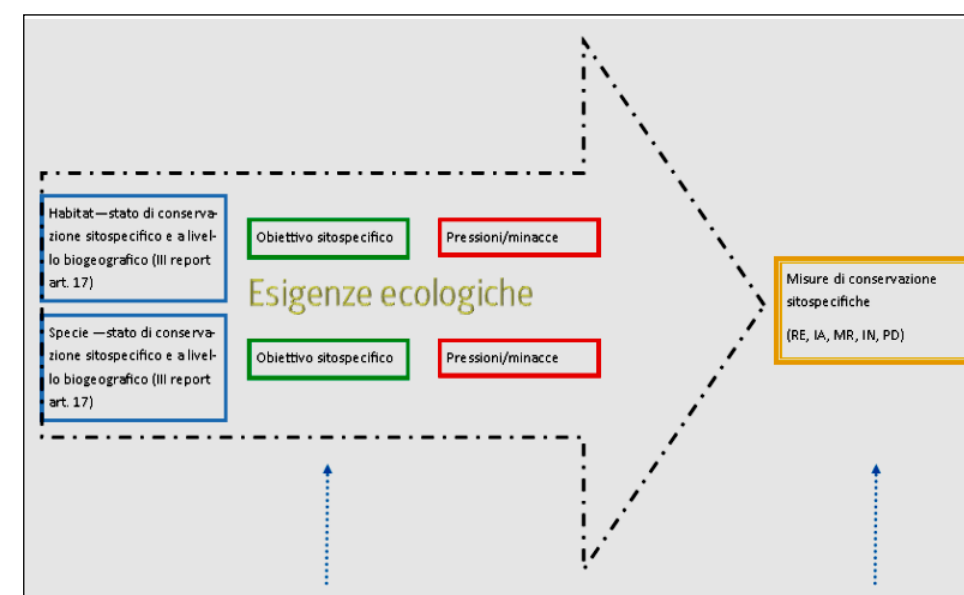 Habitat—stato di conserva-
zione sitospecifico e a livel-
lo biogeografico (III report
art. 17)
Obiettivo sitospecifico
Pressioni/minacce
Esigenze ecologiche
Specie —stato di conserva-
zione sitospecifico e a livel-
lo biogeografico (III report
art. 17)
Obiettivo sitospecifico
Pressioni/minacce
Misure di conservazione
sitospecifiche
(RE, IA, MR, IN, PD)